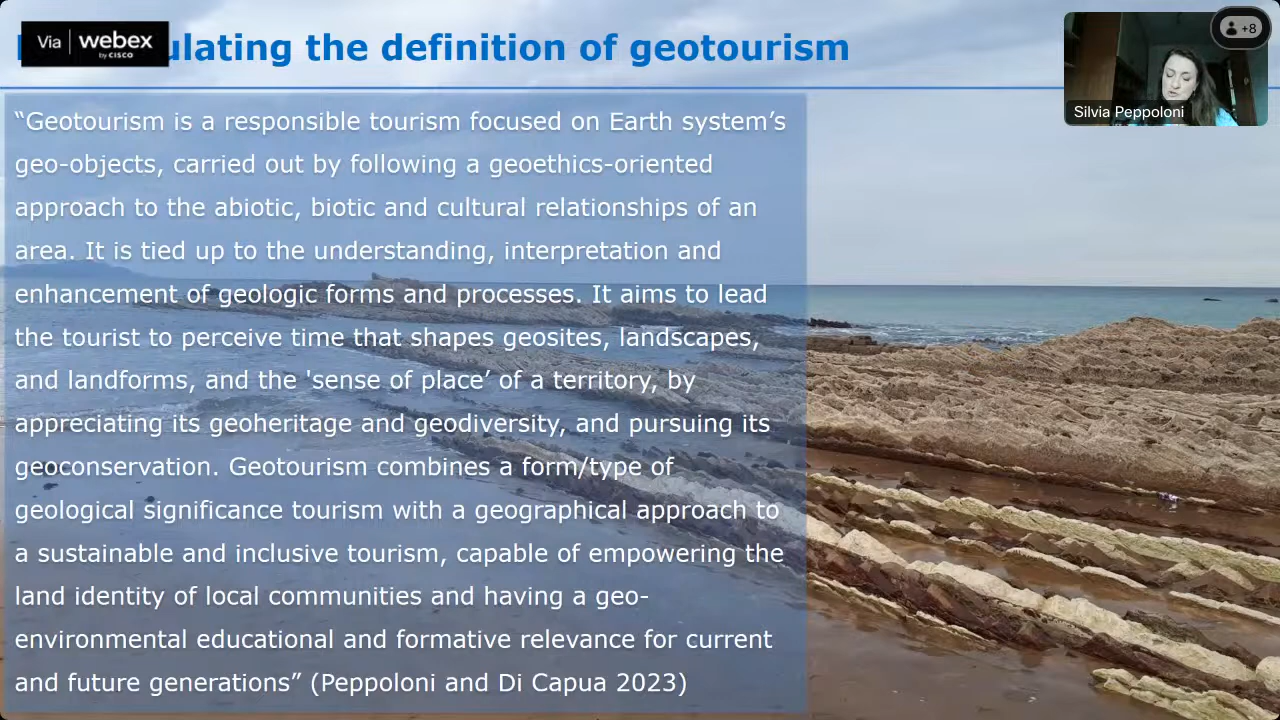 Via webex
by CISCO
ulating the definition of geotourism
+8
Silvia Peppoloni
“Geotourism is a responsible tourism focused on Earth system’s
geo-objects, carried out by following a geoethics-oriented
approach to the abiotic, biotic and cultural relationships of an
area. It is tied up to the understanding, interpretation and
enhancement of geologic forms and processes. It aims to lead
the tourist to perceive time that shapes geosites, landscapes,
and landforms, and the 'sense of place’ of a territory, by
appreciating its geoheritage and geodiversity, and pursuing its
geoconservation. Geotourism combines a form/type of
geological significance tourism with a geographical approach to
a sustainable and inclusive tourism, capable of empowering the
land identity of local communities and having a geo-
environmental educational and formative relevance for current
and future generations” (Peppoloni and Di Capua 2023)